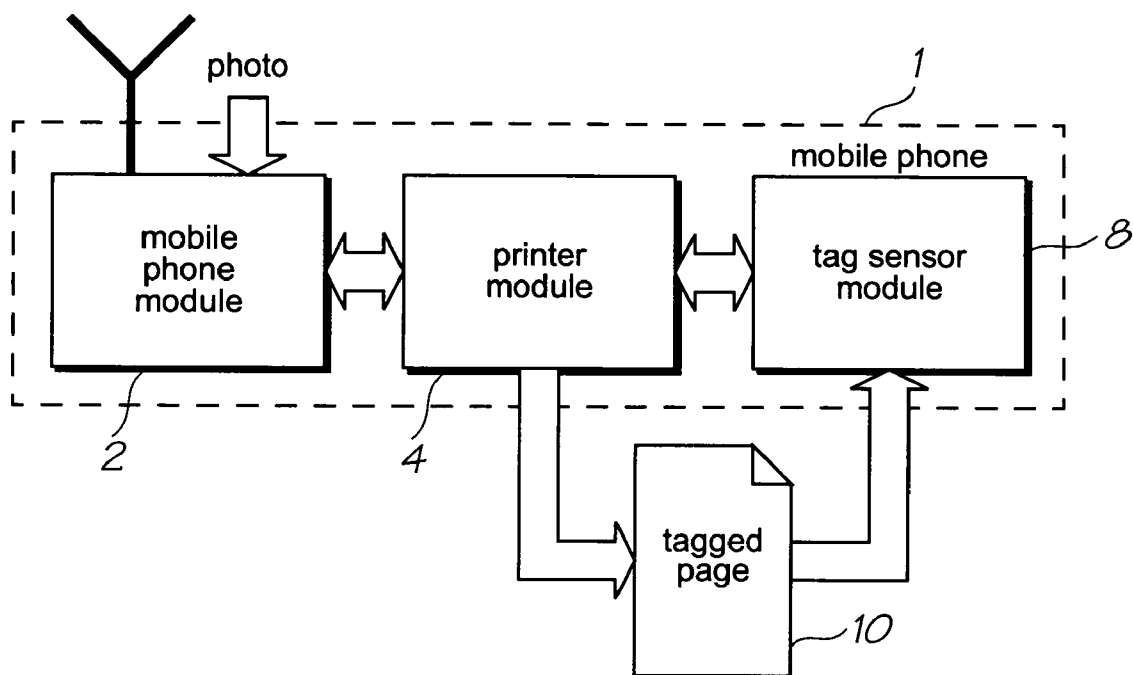 photo
1
mobile phone
mobile
phone
module
printer
module
tag sensor
module
8
2
4
tagged
page
10